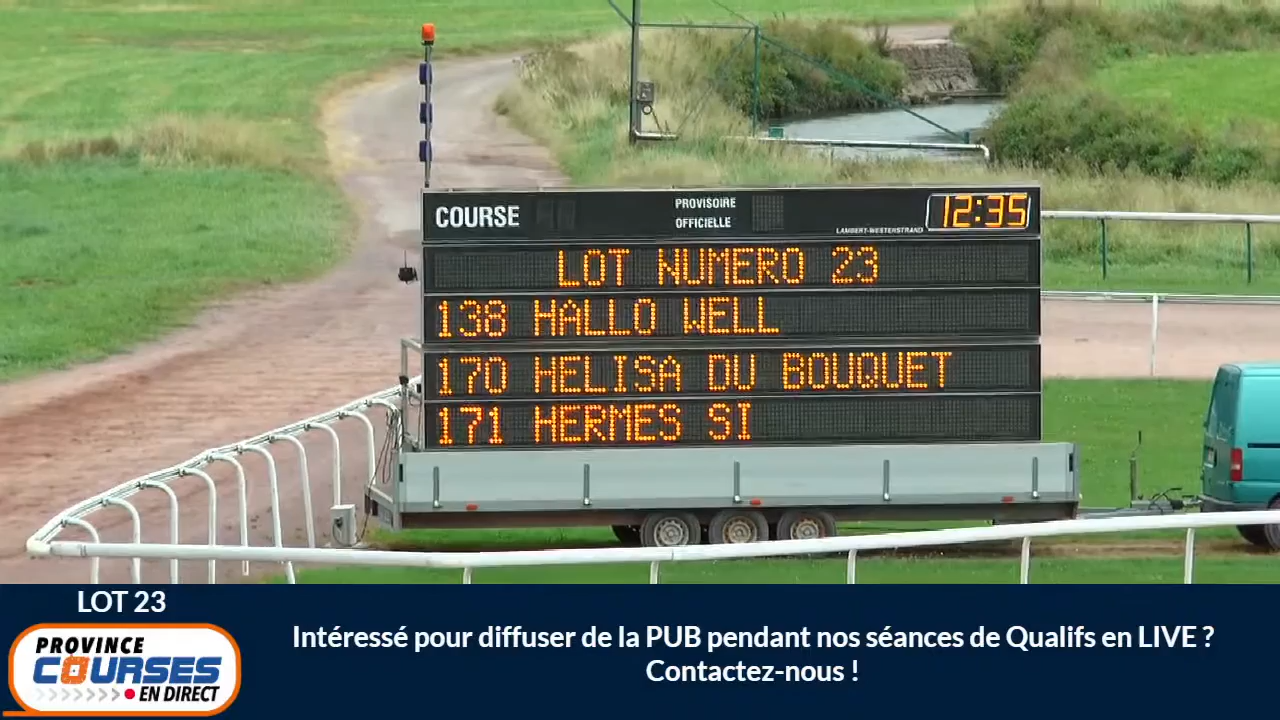 COURSE
PROVISOIRE
OFFICIELLE
LAMBERT-WESTERSTRAND
12:35
LOT NUMERO 23
138 HALLO WELL
170 HELISA DU BOUQUET
171 HERMES SI
LOT 23
PROVINCE
COURSES
EN DIRECT
Intéressé pour diffuser de la PUB pendant nos séances de Qualifs en LIVE ?
Contactez-nous !